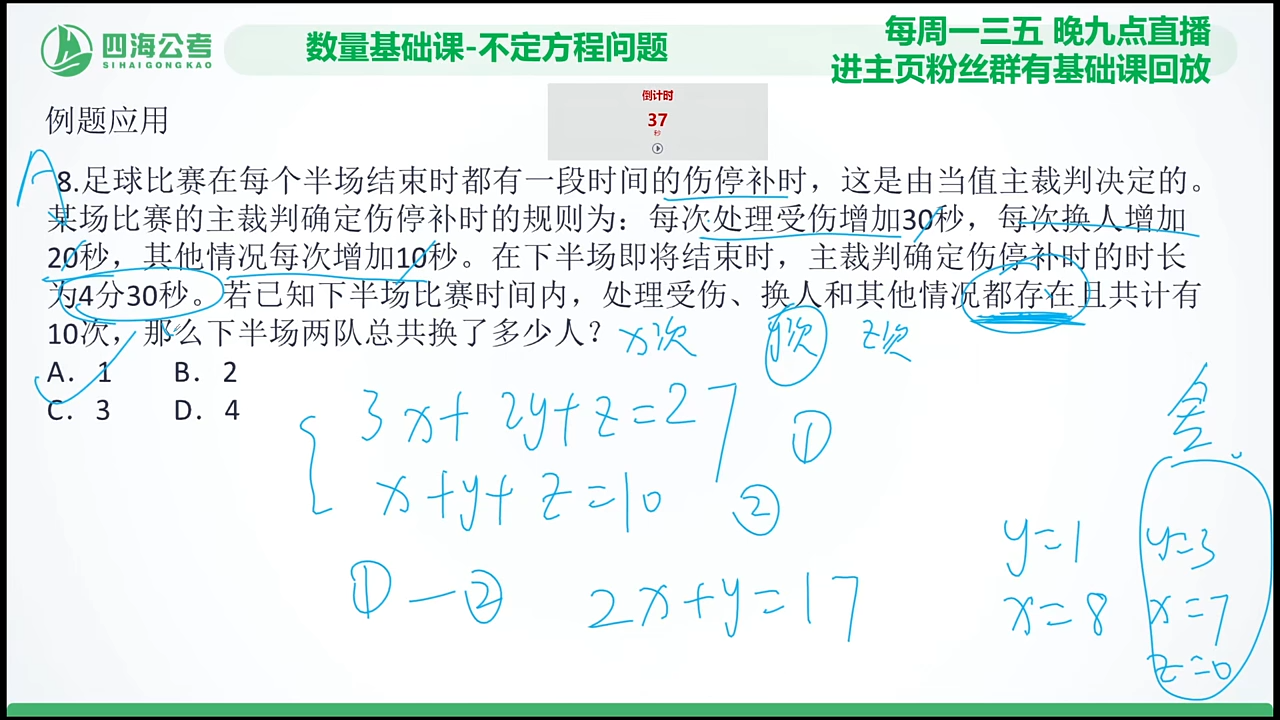 四海公考
SIHAIGONGKAO
数量基础课-不定方程问题
每周一三五 晚九点直播
进主页粉丝群有基础课回放
倒计时
37
秒
例题应用
A
8.足球比赛在每个半场结束时都有一段时间的伤停补时，这是由当值主裁判决定的。
某场比赛的主裁判确定伤停补时的规则为：每次处理受伤增加30秒，每次换人增加
20秒，其他情况每次增加10秒。在下半场即将结束时，主裁判确定伤停补时的时长
为4分30秒。若已知下半场比赛时间内，处理受伤、换人和其他情况都存在且共计有
10次，那么下半场两队总共换了多少人？
x次 y次 z次
A. 1 B. 2
C. 3 D. 4
3x+2y+z=27 ①
x+y+z=10 ②
①-② 2x+y=17
y=1
x=8
舍
y=3
x=7
z=0